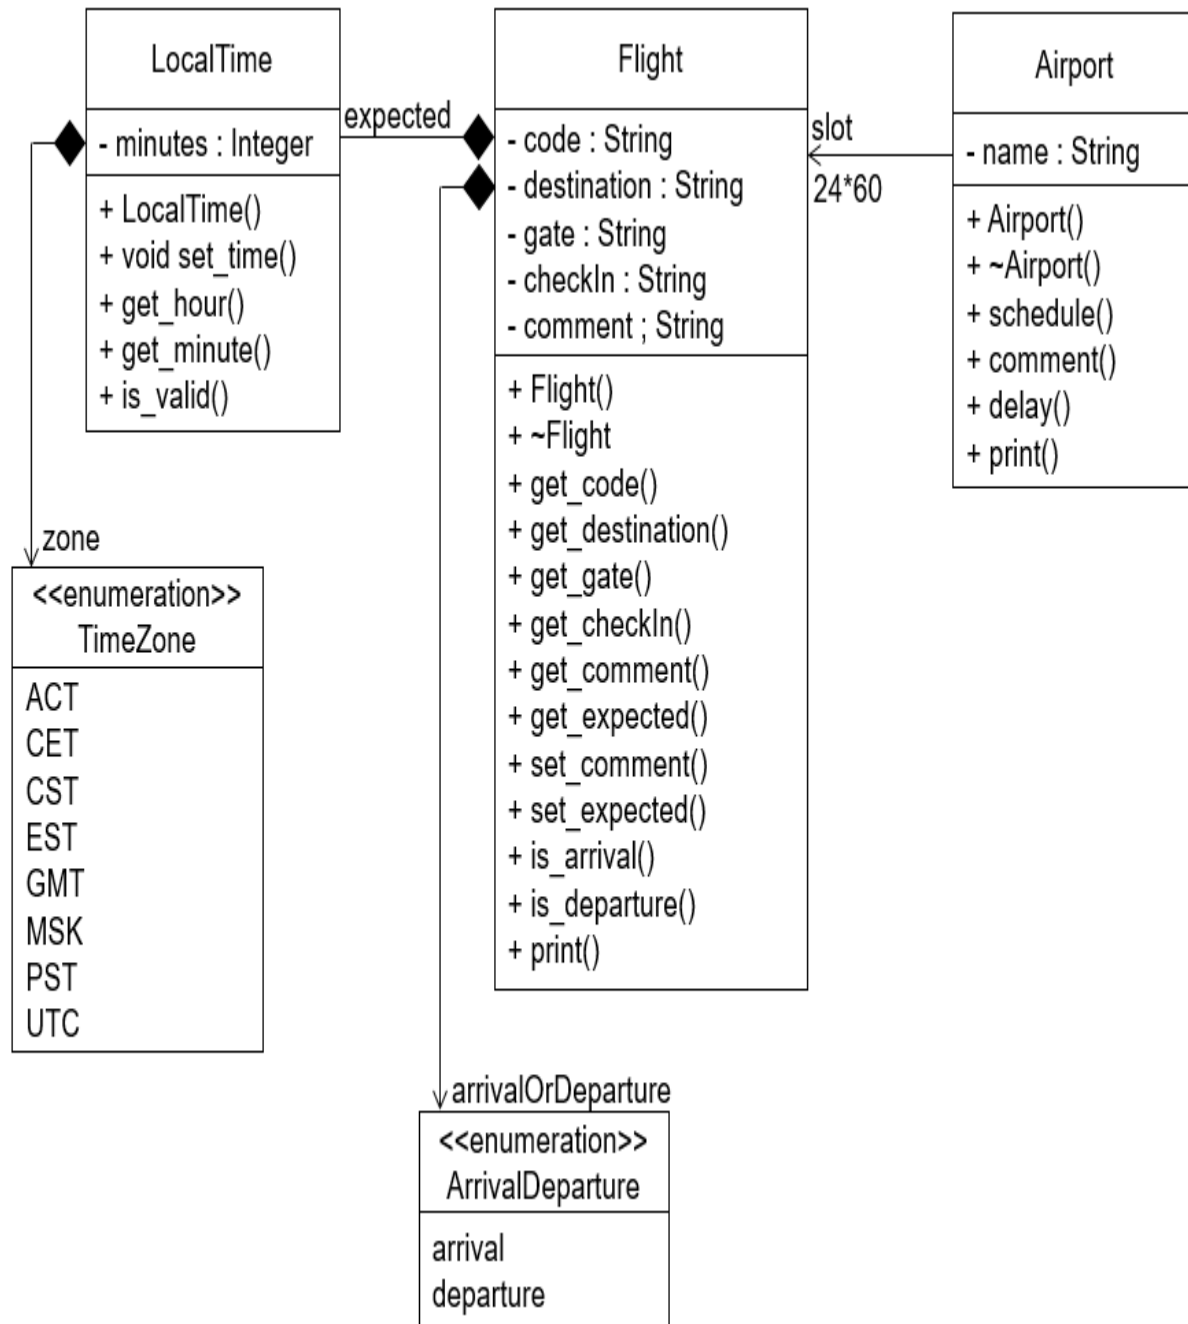 LocalTime
- minutes : Integer
+ LocalTime()
+ void set_time()
+ get_hour()
+ get_minute()
+ is_valid()
expected
Flight
- code : String
- destination : String
- gate : String
- checkIn : String
- comment ; String
+ Flight()
+ ~Flight
+ get_code()
+ get_destination()
+ get_gate()
+ get_checkIn()
+ get_comment()
+ get_expected()
+ set_comment()
+ set_expected()
+ is_arrival()
+ is_departure()
+ print()
slot
24*60
Airport
- name : String
+ Airport()
+ ~Airport()
+ schedule()
+ comment()
+ delay()
+ print()
zone
<<enumeration>>
TimeZone
ACT
CET
CST
EST
GMT
MSK
PST
UTC
arrivalOrDeparture
<<enumeration>>
ArrivalDeparture
arrival
departure